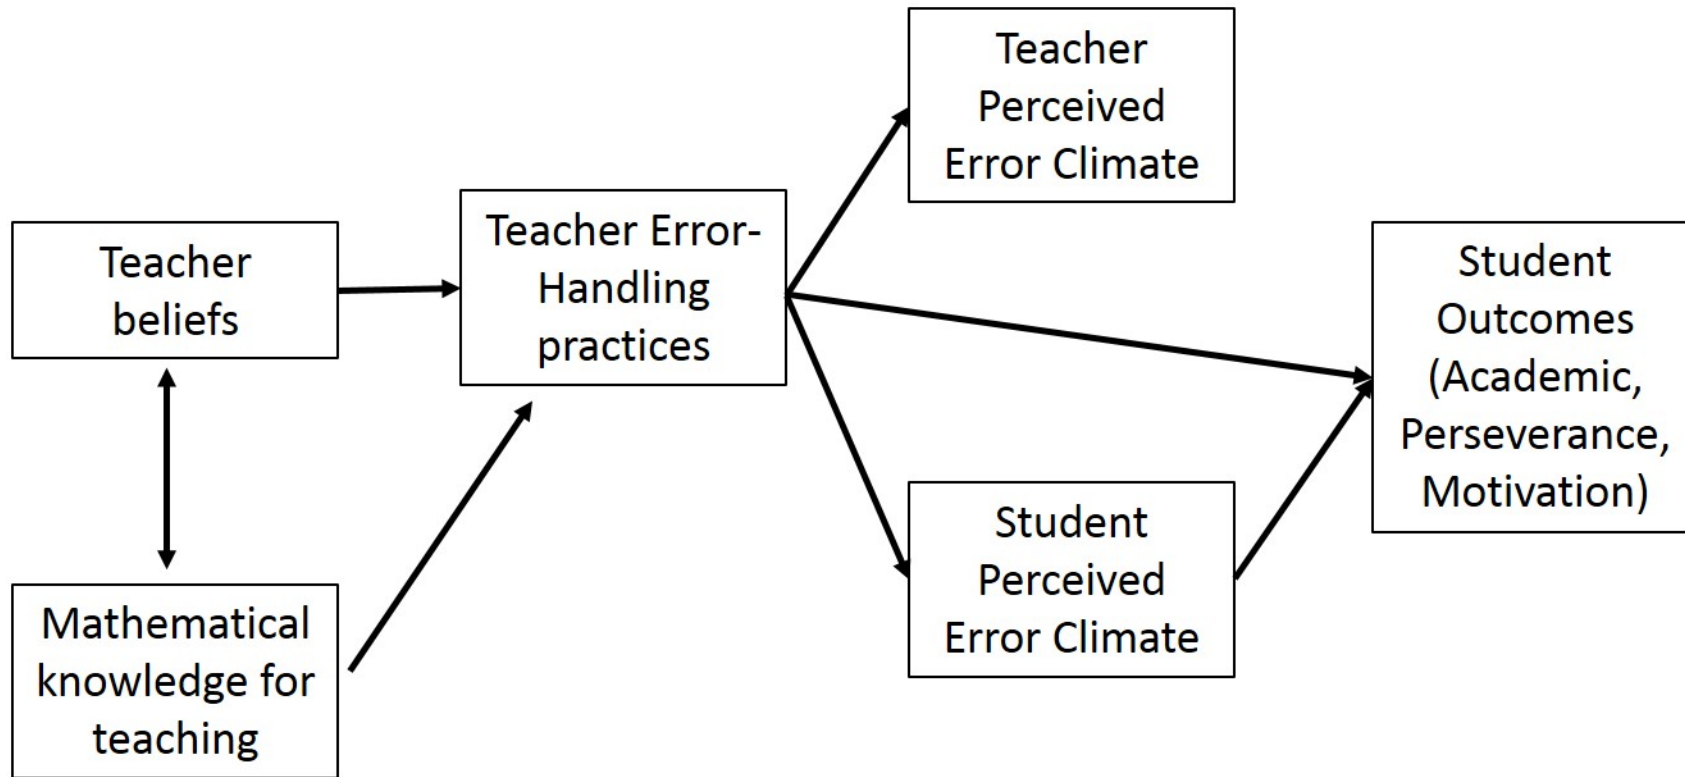 Teacher
beliefs
Mathematical
knowledge for
teaching
Teacher Error-
Handling
practices
Teacher
Perceived
Error Climate
Student
Perceived
Error Climate
Student
Outcomes
(Academic,
Perseverance,
Motivation)